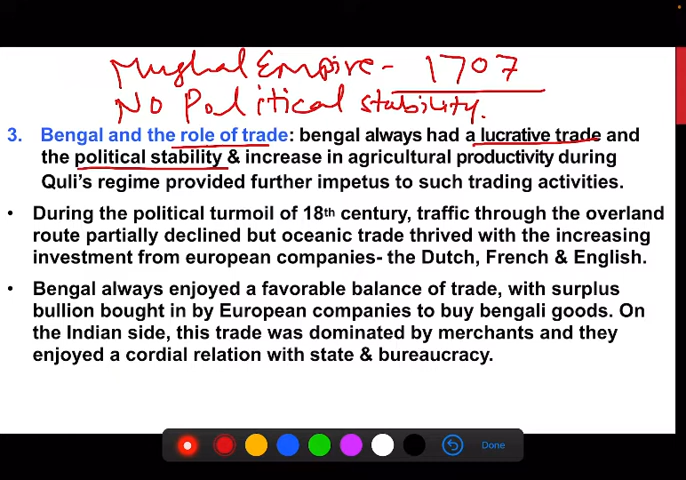 Mughal Empire - 1707
No Political stability.
3. Bengal and the role of trade: bengal always had a lucrative trade and
the political stability & increase in agricultural productivity during
Quli's regime provided further impetus to such trading activities.
• During the political turmoil of 18th century, traffic through the overland
route partially declined but oceanic trade thrived with the increasing
investment from european companies- the Dutch, French & English.
• Bengal always enjoyed a favorable balance of trade, with surplus
bullion bought in by European companies to buy bengali goods. On
the Indian side, this trade was dominated by merchants and they
enjoyed a cordial relation with state & bureaucracy.
Done